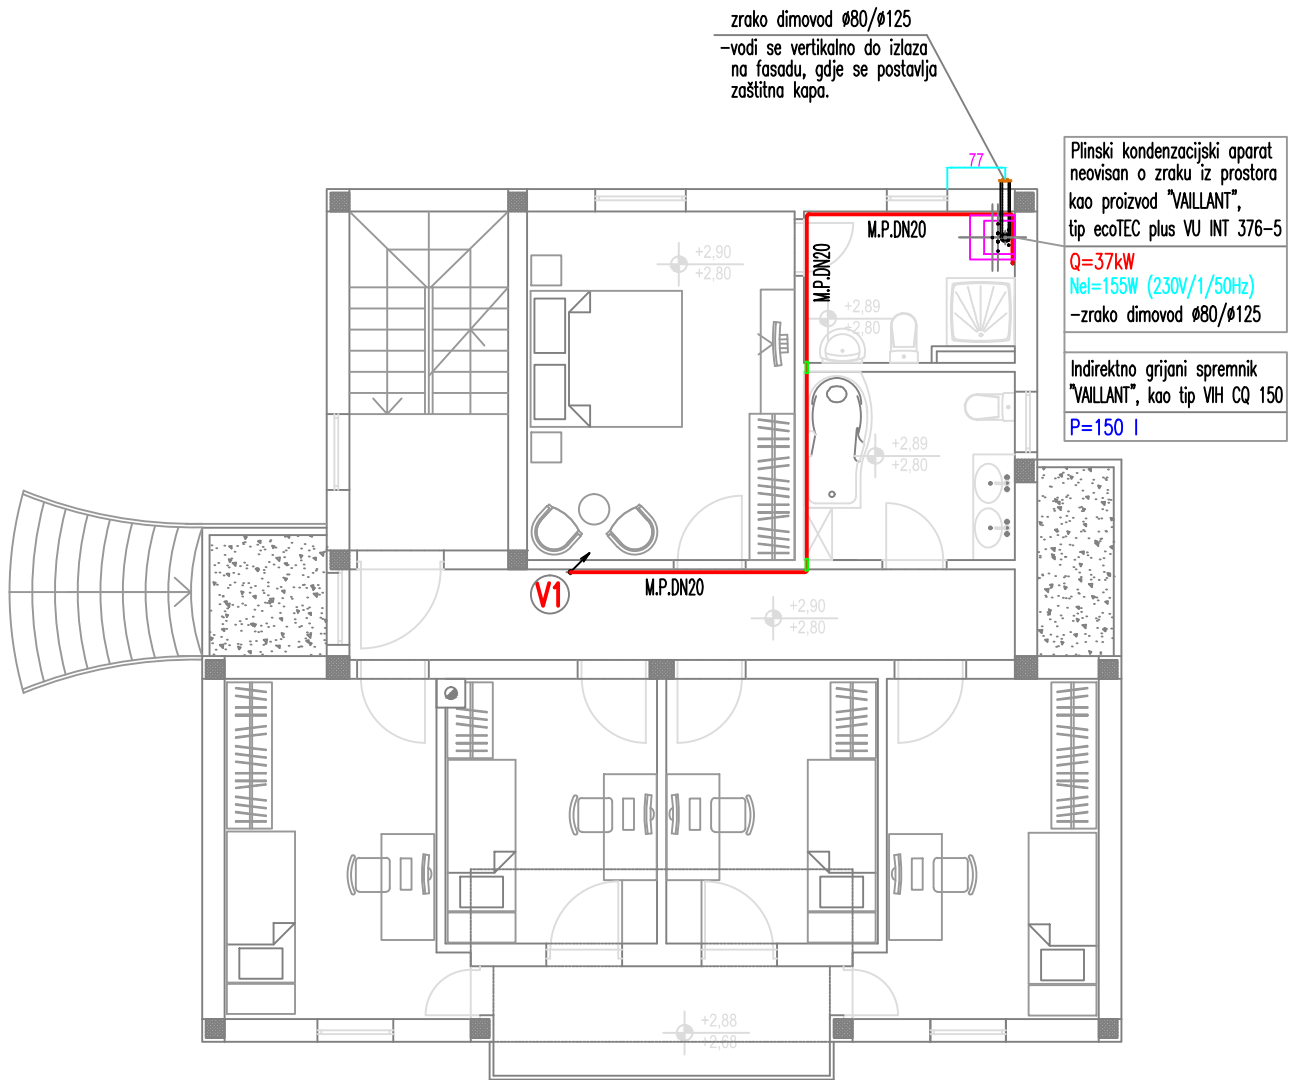 zrako dimovod ø80/ø125
-vodi se vertikalno do izlaza
na fasadu, gdje se postavlja
zaštitna kapa.
77
Plinski kondenzacijski aparat
neovisan o zraku iz prostora
kao proizvod "VAILLANT",
tip ecoTEC plus VU INT 376-5
Q=37kW
Nel=155W (230V/1/50Hz)
-zrako dimovod ø80/ø125
Indirektno grijani spremnik
"VAILLANT", kao tip VIH CQ 150
P=150 l
M.P.DN20
M.P.DN20
+2,90
+2,80
+2,89
+2,80
+2,89
+2,80
V1
M.P.DN20
+2,90
+2,80
+2,88
+2,68